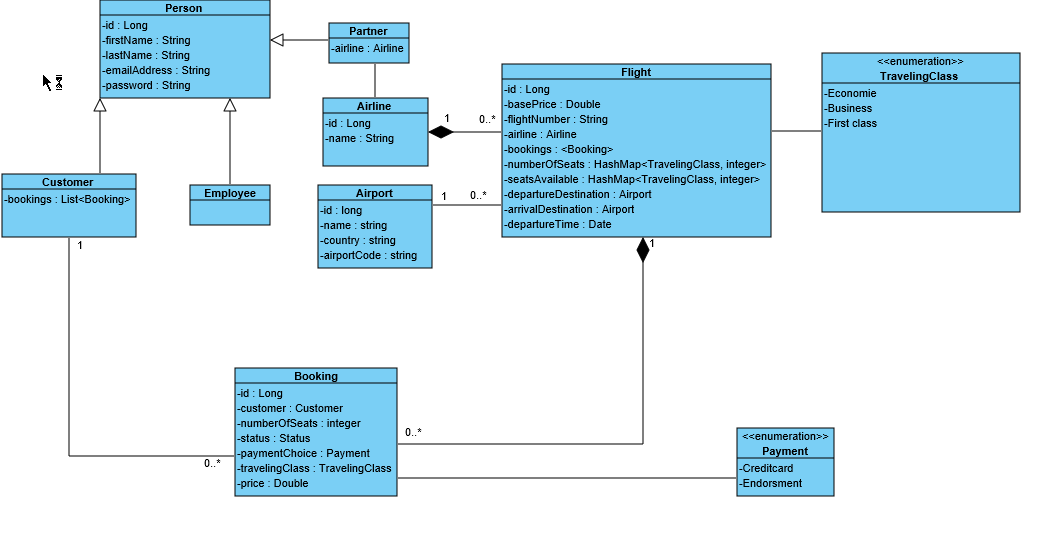 Person
-id : Long
-firstName : String
-lastName : String
-emailAddress : String
-password : String
Partner
-airline : Airline
Airline
-id : Long
-name : String
1
0..*
Flight
-id : Long
-basePrice : Double
-flightNumber : String
-airline : Airline
-bookings : <Booking>
-numberOfSeats : HashMap<TravelingClass, integer>
-seatsAvailable : HashMap<TravelingClass, integer>
-departureDestination : Airport
-arrivalDestination : Airport
-departureTime : Date
<<enumeration>>
TravelingClass
-Economie
-Business
-First class
Customer
-bookings : List<Booking>
Employee
Airport
-id : long
-name : string
-country : string
-airportCode : string
1
0..*
1
1
Booking
-id : Long
-customer : Customer
-numberOfSeats : integer
-status : Status
-paymentChoice : Payment
-travelingClass : TravelingClass
-price : Double
0..*
0..*
<<enumeration>>
Payment
-Creditcard
-Endorsment